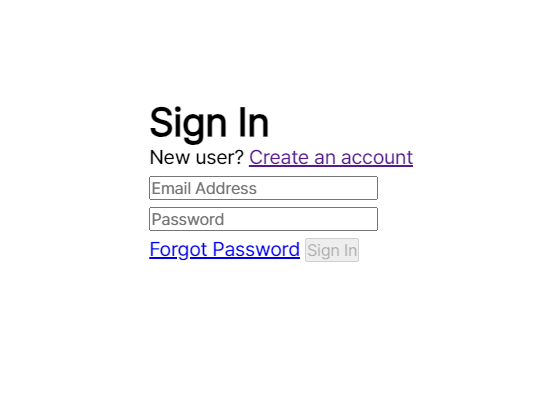 Sign In
New user? Create an account
Email Address
Password
Forgot Password Sign In